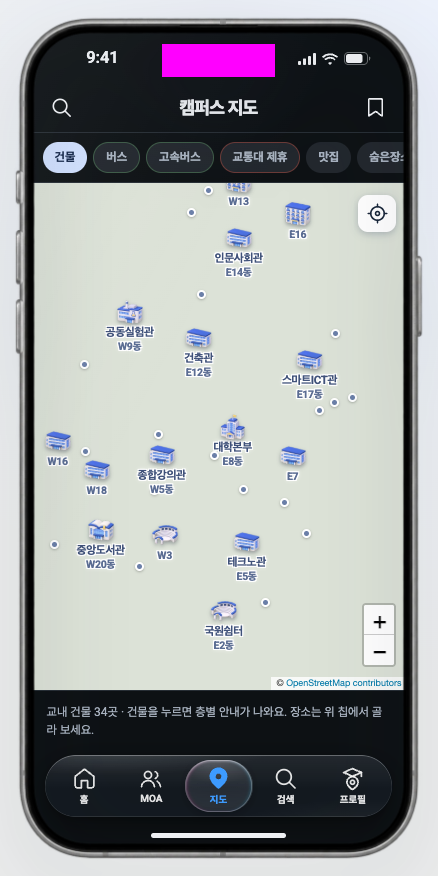 9:41
캠퍼스 지도
건물
버스
고속버스
교통대 제휴
맛집
W13
E16
인문사회관
E14동
공동실험관
W9동
건축관
E12동
스마트ICT관
E17동
대학본부
E8동
W16
W18
종합강의관
W5동
E7
중앙도서관
W20동
W3
테크노관
E5동
국원쉼터
E2동
+
−
© OpenStreetMap contributors
교내 건물 34곳 · 건물을 누르면 층별 안내가 나와요. 장소는 위 칩에서 골
라 보세요.
홈
MOA
지도
검색
프로필